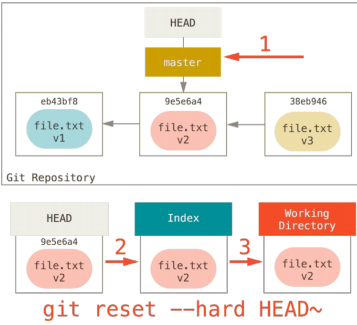 HEAD
1
master
eb43bf8
9e5e6a4
38eb946
file.txt
v1
file.txt
v2
file.txt
v3
Git Repository
HEAD
Index
Working
Directory
9e5e6a4
2
3
file.txt
v2
file.txt
v2
file.txt
v2
git reset --hard HEAD~